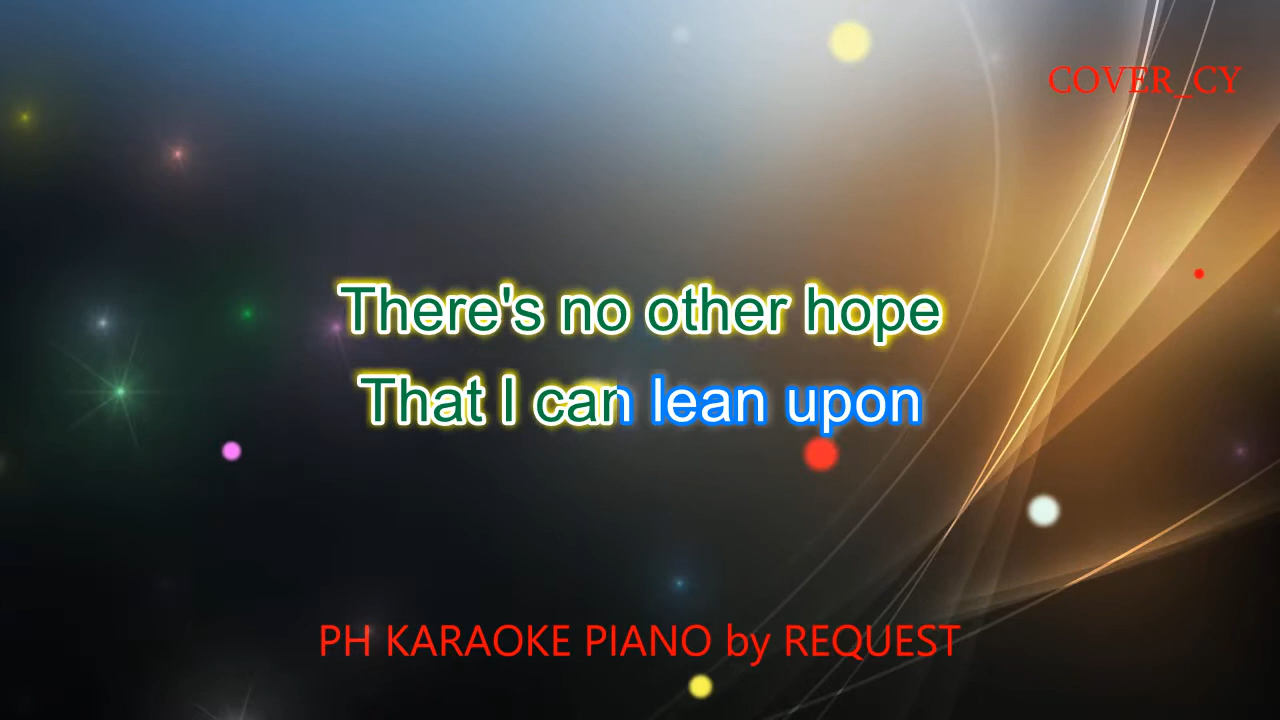 COVER_CY
There's no other hope
That I can lean upon
PH KARAOKE PIANO by REQUEST